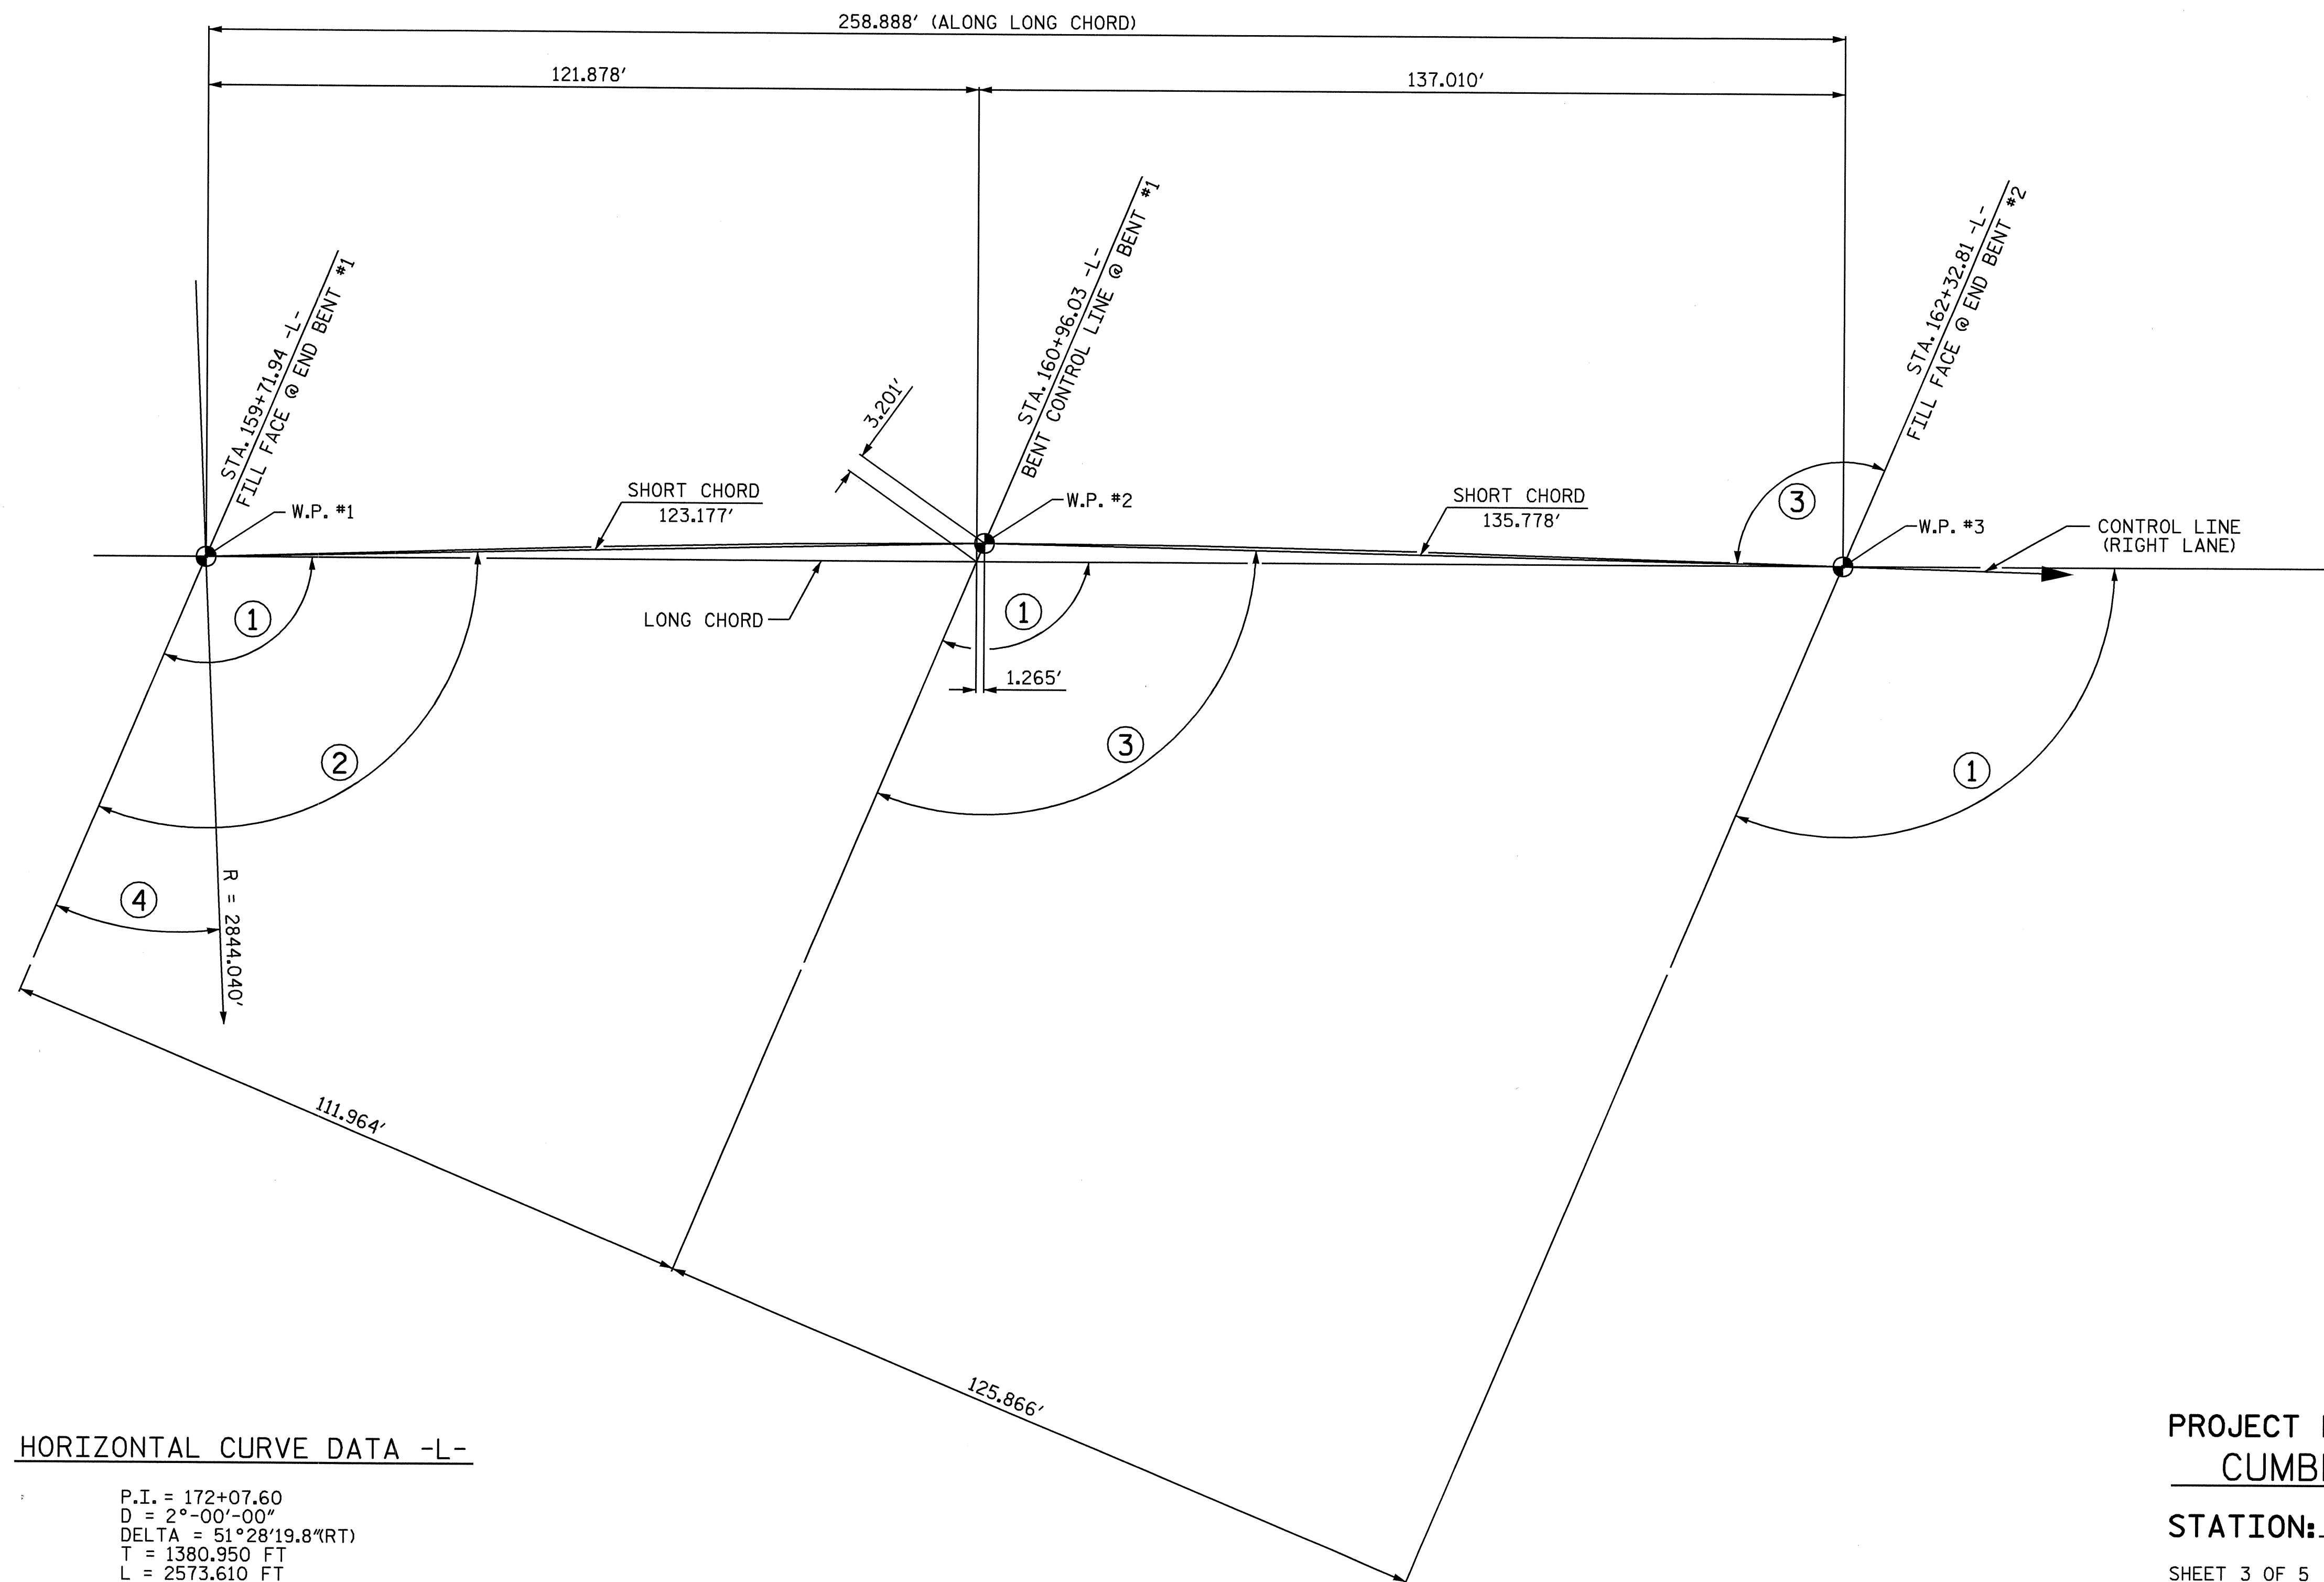 258.888′ (ALONG LONG CHORD)
121.878′
137.010′
STA. 159+71.94 -L-
FILL FACE @ END BENT #1
STA. 160+96.03 -L-
BENT CONTROL LINE @ BENT #1
STA. 162+32.81 -L-
FILL FACE @ END BENT #2
3.201′
W.P. #1
SHORT CHORD
123.177′
W.P. #2
SHORT CHORD
135.778′
3
W.P. #3
CONTROL LINE
(RIGHT LANE)
1
LONG CHORD
1
1.265′
2
3
1
4
R = 2844.040′
111.964′
125.866′
HORIZONTAL CURVE DATA -L-
P.I. = 172+07.60
D = 2°-00′-00″
DELTA = 51°28′19.8″(RT)
T = 1380.950 FT
L = 2573.610 FT
PROJECT
CUMB
STATION:
SHEET 3 OF 5